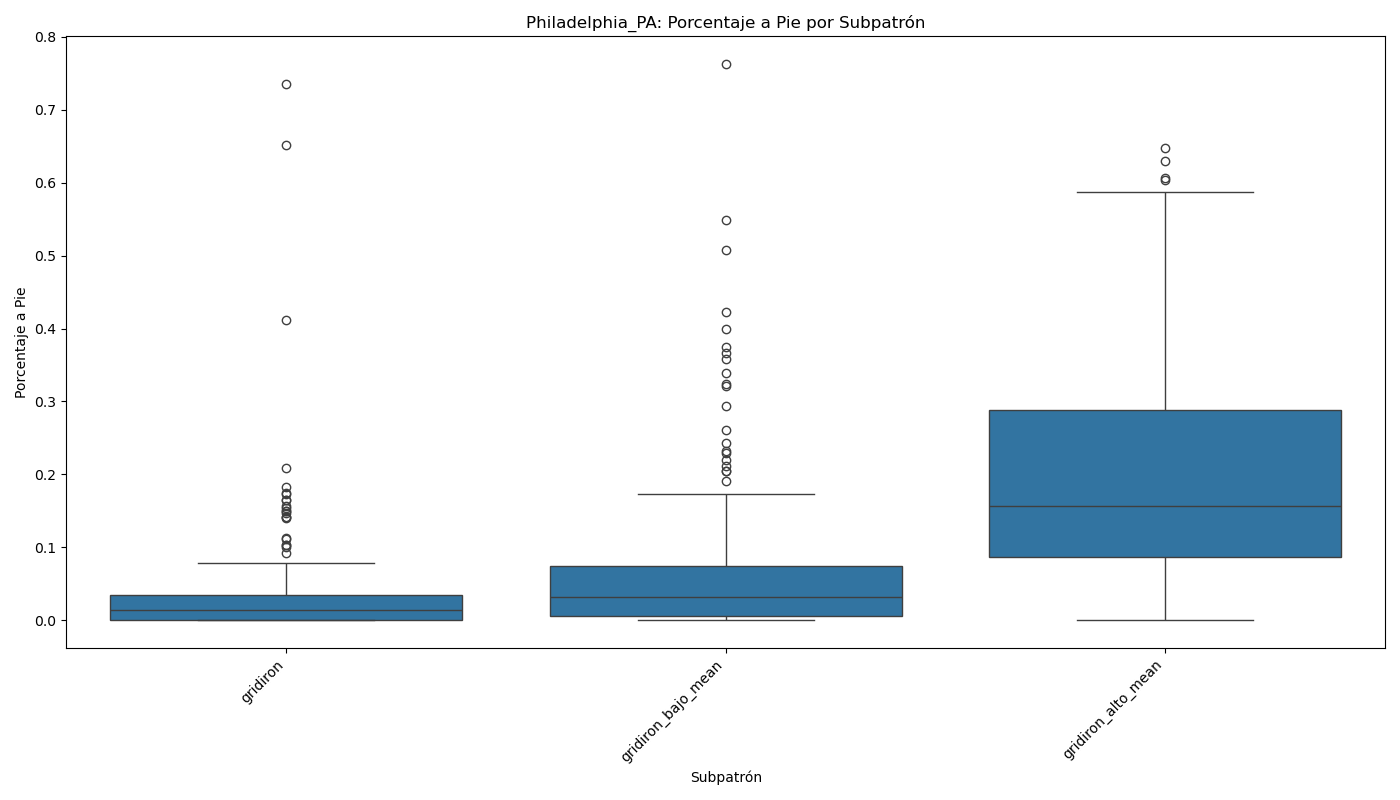 Philadelphia_PA: Porcentaje a Pie por Subpatrón
Porcentaje a Pie
0.8
0.7
0.6
0.5
0.4
0.3
0.2
0.1
0.0
gridiron
gridiron_bajo_mean
gridiron_alto_mean
Subpatrón